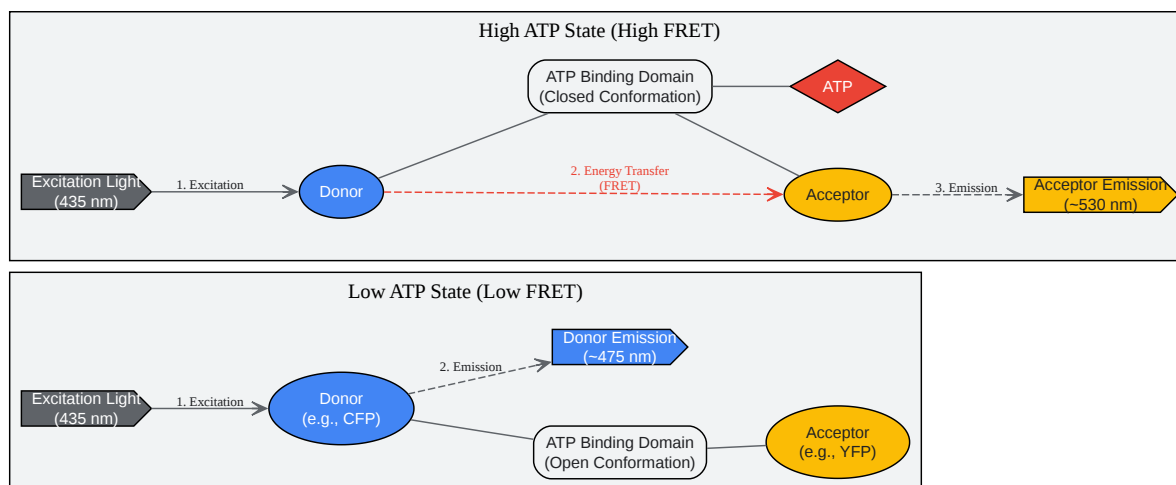 High ATP State (High FRET)
ATP Binding Domain
(Closed Conformation)
ATP
Excitation Light
(435 nm)
1. Excitation
Donor
2. Energy Transfer
(FRET)
Acceptor
3. Emission
Acceptor Emission
(~530 nm)
Low ATP State (Low FRET)
Donor Emission
(~475 nm)
2. Emission
Excitation Light
(435 nm)
1. Excitation
Donor
(e.g., CFP)
ATP Binding Domain
(Open Conformation)
Acceptor
(e.g., YFP)